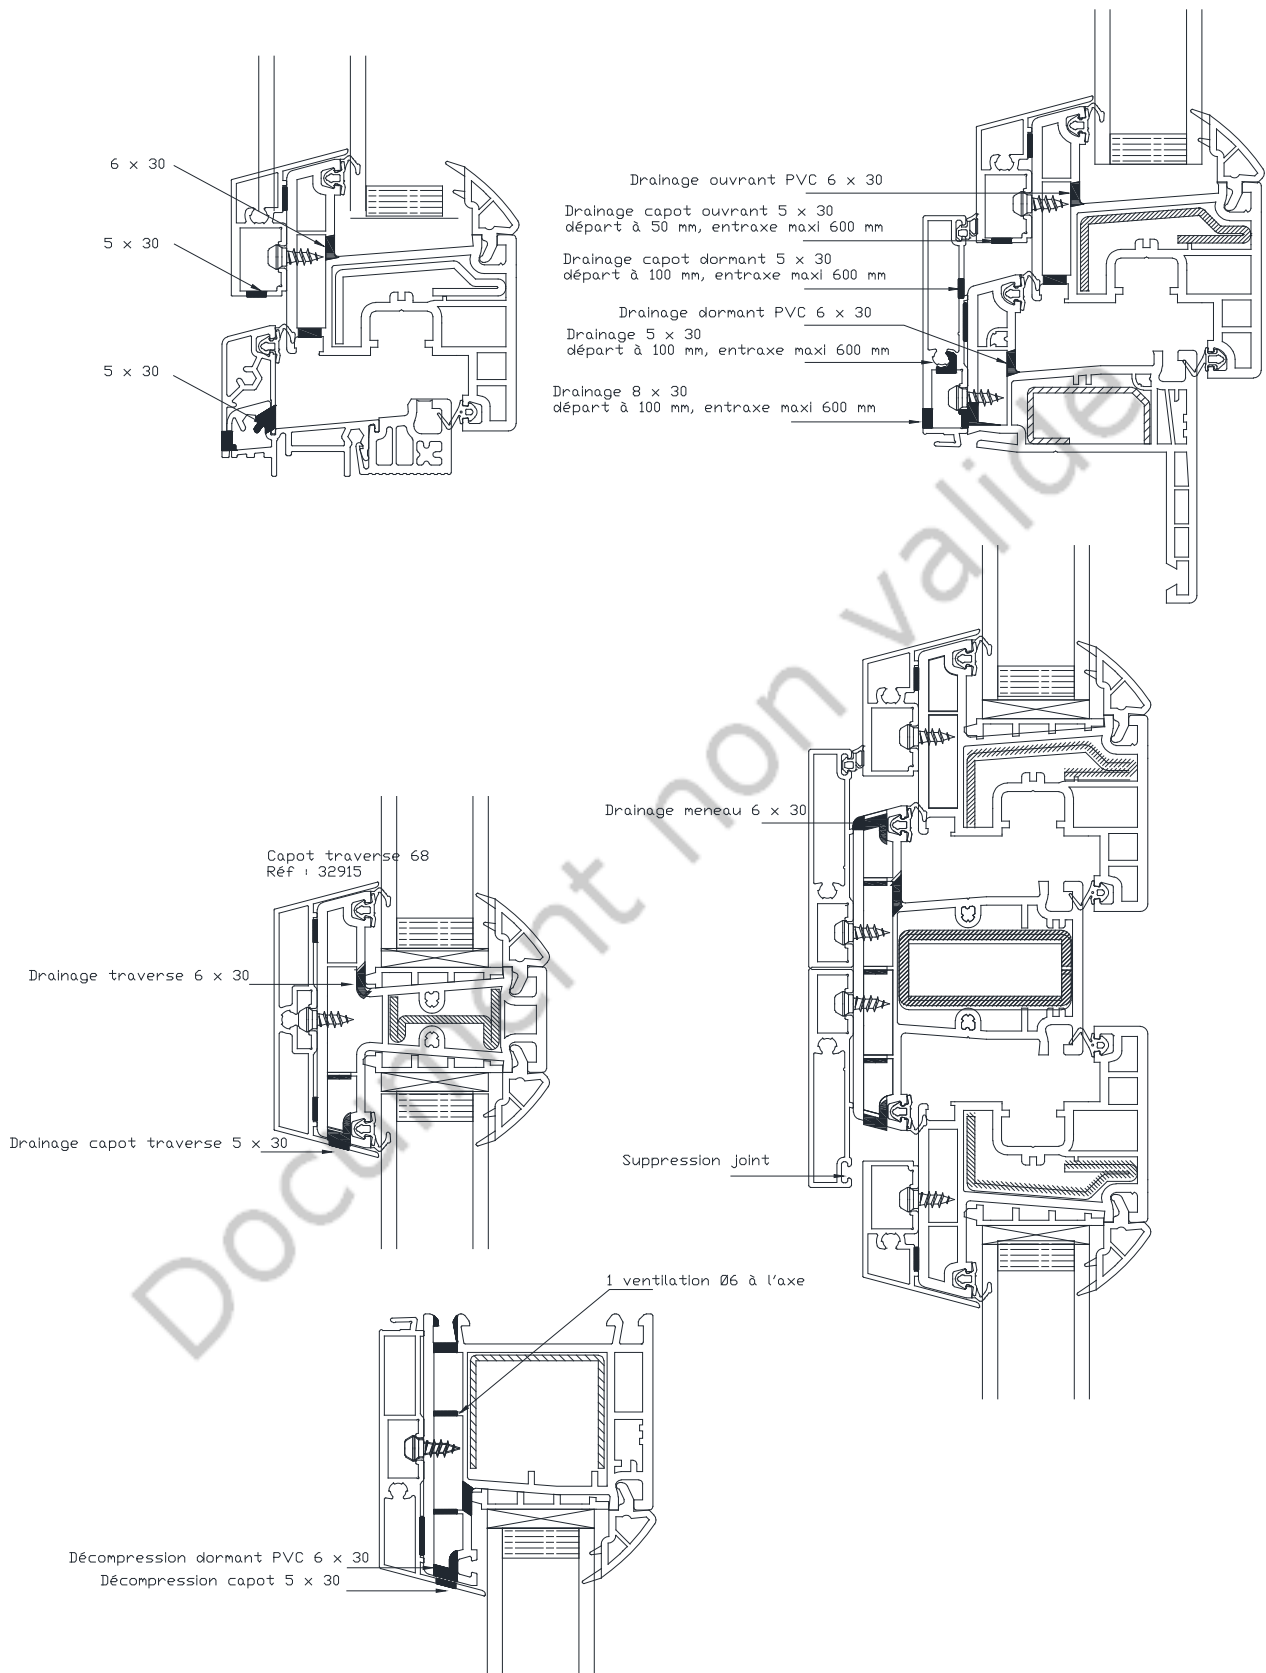 6 x 30
5 x 30
5 x 30
Drainage ouvrant PVC 6 x 30
Drainage capot ouvrant 5 x 30
départ à 50 mm, entraxe maxi 600 mm
Drainage capot dormant 5 x 30
départ à 100 mm, entraxe maxi 600 mm
Drainage dormant PVC 6 x 30
Drainage 5 x 30
départ à 100 mm, entraxe maxi 600 mm
Drainage 8 x 30
départ à 100 mm, entraxe maxi 600 mm
Drainage meneau 6 x 30
Suppression joint
Capot traverse 68
Réf : 32915
Drainage traverse 6 x 30
Drainage capot traverse 5 x 30
1 ventilation Ø6 à l'axe
Décompression dormant PVC 6 x 30
Décompression capot 5 x 30
Document non valide